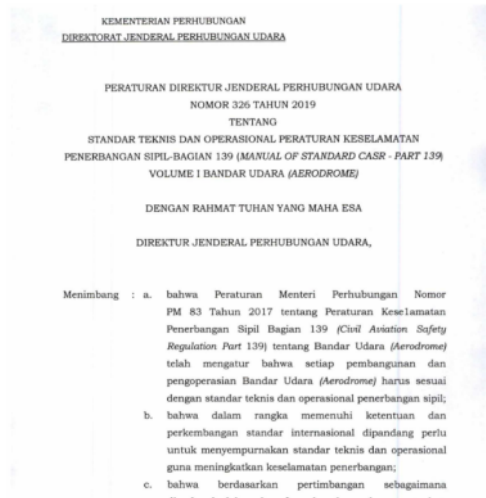 KEMENTERIAN PERHUBUNGAN
DIREKTORAT JENDERAL PERHUBUNGAN UDARA
PERATURAN DIREKTUR JENDERAL PERHUBUNGAN UDARA
NOMOR 326 TAHUN 2019
TENTANG
STANDAR TEKNIS DAN OPERASIONAL PERATURAN KESELAMATAN
PENERBANGAN SIPIL-BAGIAN 139 (MANUAL OF STANDARD CASR - PART 139)
VOLUME I BANDAR UDARA (AERODROME)
DENGAN RAHMAT TUHAN YANG MAHA ESA
DIREKTUR JENDERAL PERHUBUNGAN UDARA,
Menimbang : a. bahwa Peraturan Menteri Perhubungan Nomor
PM 83 Tahun 2017 tentang Peraturan Keselamatan
Penerbangan Sipil Bagian 139 (Civil Aviation Safety
Regulation Part 139) tentang Bandar Udara (Aerodrome)
telah mengatur bahwa setiap pembangunan dan
pengoperasian Bandar Udara (Aerodrome) harus sesuai
dengan standar teknis dan operasional penerbangan sipil;
b. bahwa dalam rangka memenuhi ketentuan dan
perkembangan standar internasional dipandang perlu
untuk menyempurnakan standar teknis dan operasional
guna meningkatkan keselamatan penerbangan;
c. bahwa berdasarkan pertimbangan sebagaimana